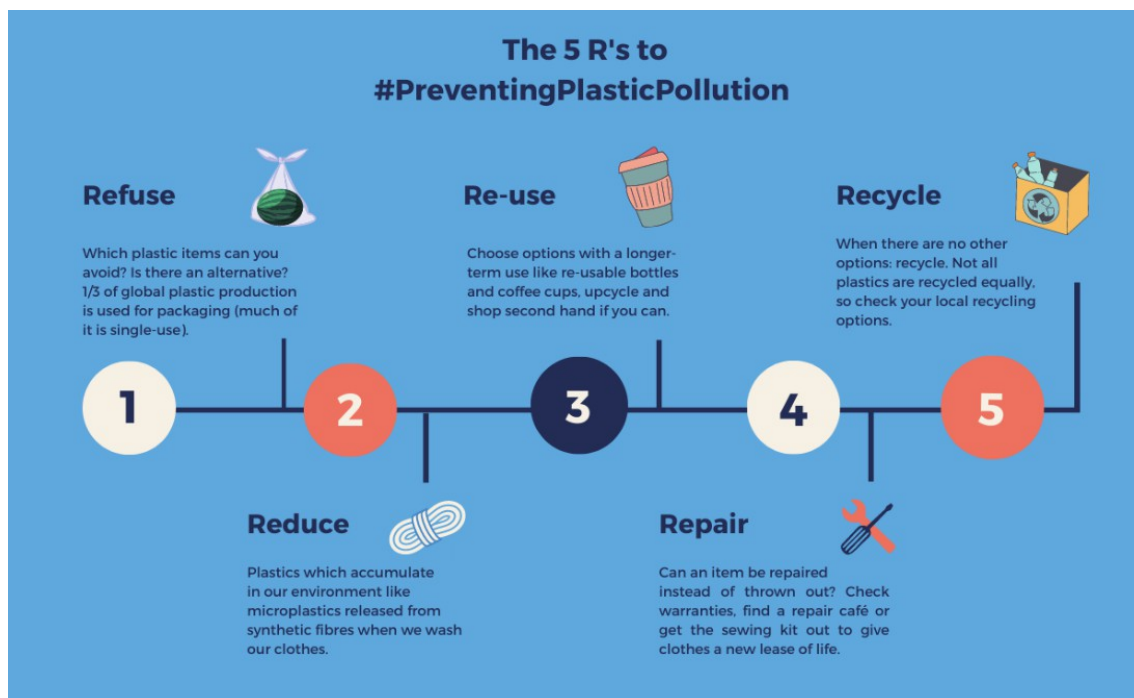 The 5 R's to
#PreventingPlasticPollution
Refuse
Which plastic items can you
avoid? Is there an alternative?
1/3 of global plastic production
is used for packaging (much of
it is single-use).
Re-use
Choose options with a longer-
term use like re-usable bottles
and coffee cups, upcycle and
shop second hand if you can.
Recycle
When there are no other
options: recycle. Not all
plastics are recycled equally,
so check your local recycling
options.
1
2
3
4
5
Reduce
Plastics which accumulate
in our environment like
microplastics released from
synthetic fibres when we wash
our clothes.
Repair
Can an item be repaired
instead of thrown out? Check
warranties, find a repair café or
get the sewing kit out to give
clothes a new lease of life.